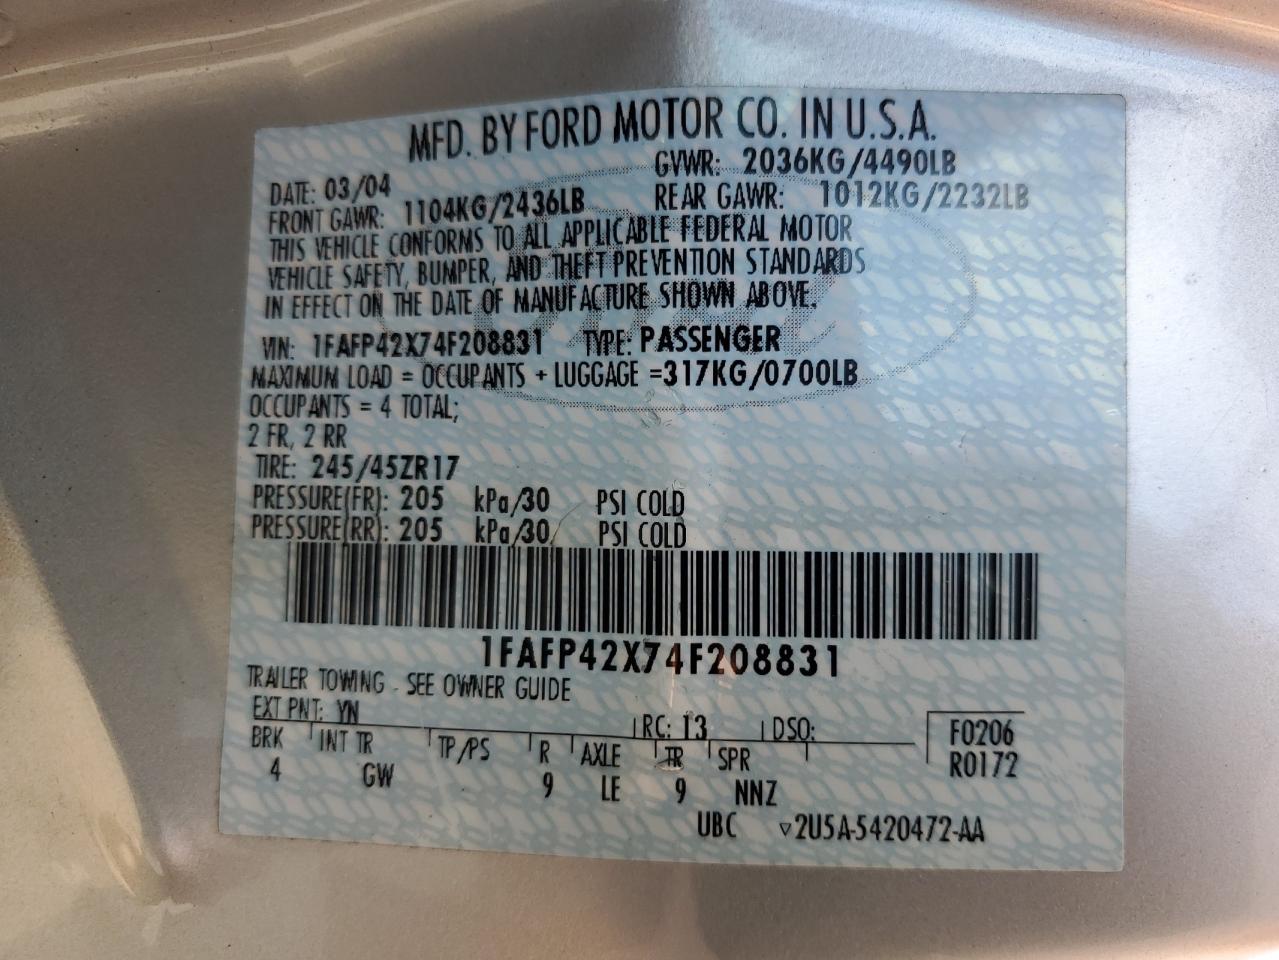 MFD. BY FORD MOTOR CO. IN U.S.A.
DATE: 03/04 GVWR: 2036KG/4490LB
FRONT GAWR: 1104KG/2436LB REAR GAWR: 1012KG/2232LB
THIS VEHICLE CONFORMS TO ALL APPLICABLE FEDERAL MOTOR
VEHICLE SAFETY, BUMPER, AND THEFT PREVENTION STANDARDS
IN EFFECT ON THE DATE OF MANUFACTURE SHOWN ABOVE.
VIN: 1FAFP42X74F208831 TYPE: PASSENGER
MAXIMUM LOAD = OCCUPANTS + LUGGAGE =317KG/0700LB
OCCUPANTS = 4 TOTAL;
2 FR, 2 RR
TIRE: 245/45ZR17
PRESSURE(FR): 205 kPa/30 PSI COLD
PRESSURE(RR): 205 kPa/30 PSI COLD
1FAFP42X74F208831
TRAILER TOWING - SEE OWNER GUIDE
EXT PNT: YN RC: 13 DSO: F0206
BRK INT TR TP/PS R AXLE TR SPR R0172
4 GW 9 LE 9 NNZ
UBC ▽2U5A-5420472-AA